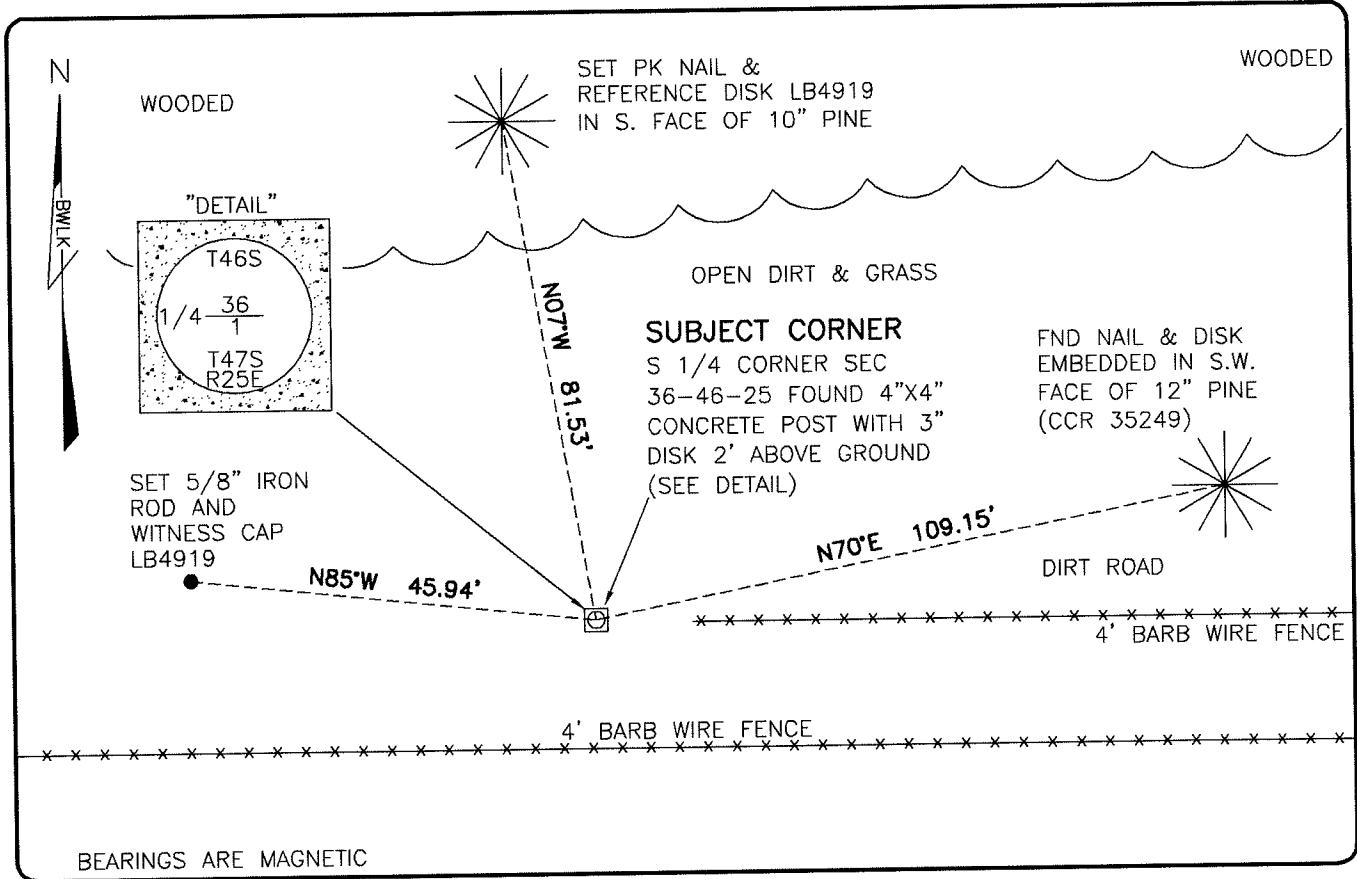 N
WOODED
SET PK NAIL &
REFERENCE DISK LB4919
IN S. FACE OF 10" PINE
WOODED
BWLK
"DETAIL"
T46S
1/4 36
1
T47S
R25E
OPEN DIRT & GRASS
N07°W 81.53'
SUBJECT CORNER
S 1/4 CORNER SEC
36-46-25 FOUND 4"X4"
CONCRETE POST WITH 3"
DISK 2' ABOVE GROUND
(SEE DETAIL)
FND NAIL & DISK
EMBEDDED IN S.W.
FACE OF 12" PINE
(CCR 35249)
SET 5/8" IRON
ROD AND
WITNESS CAP
LB4919
N85°W 45.94'
N70°E 109.15'
DIRT ROAD
4' BARB WIRE FENCE
4' BARB WIRE FENCE
BEARINGS ARE MAGNETIC